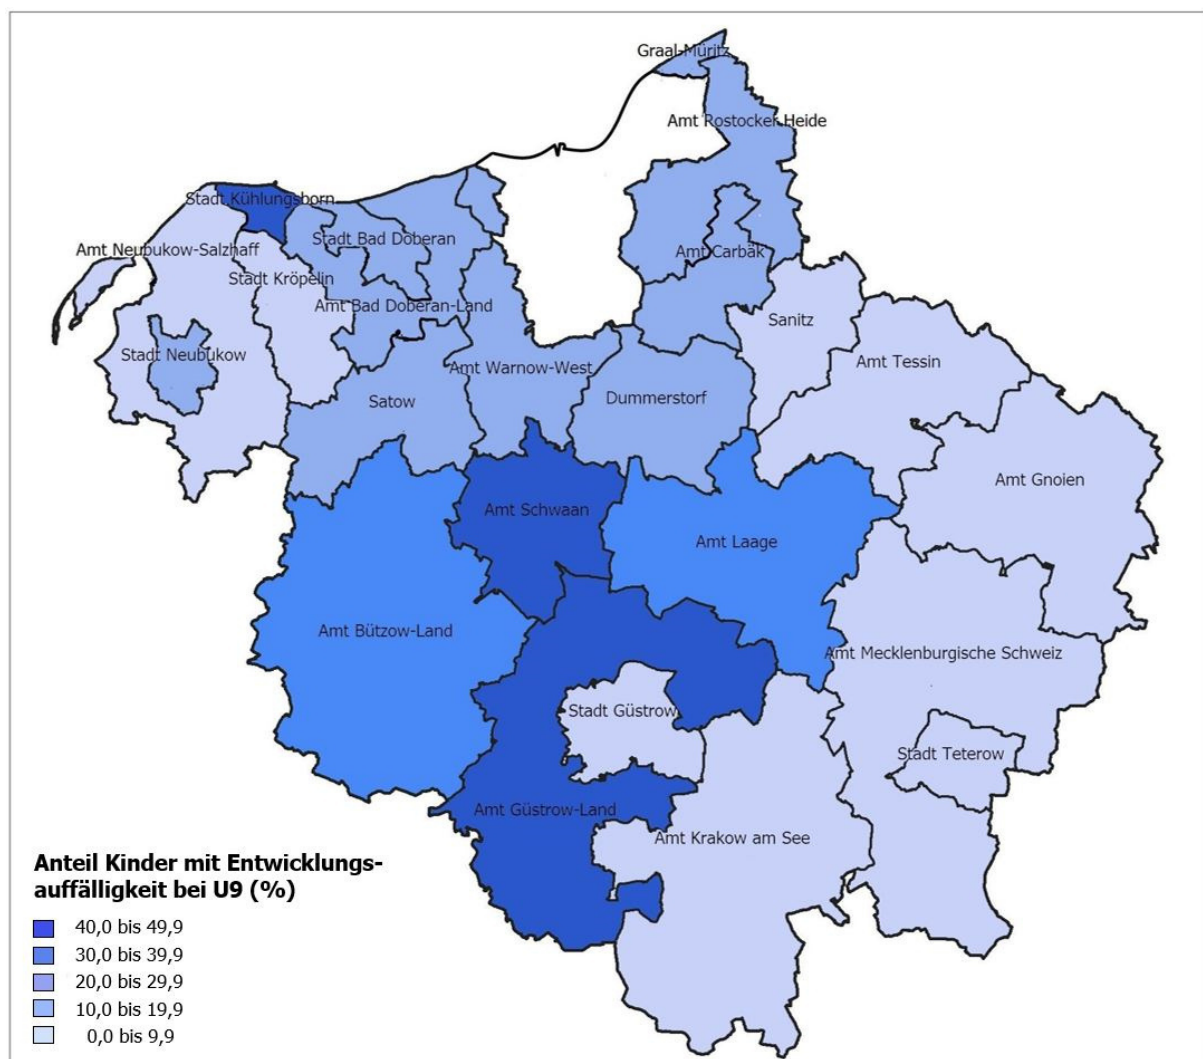 Graal-Müritz
Amt Rostocker Heide
Stadt Kühlungsborn
Stadt Bad Doberan
Amt Neubukow-Salzhaff
Amt Carbäk
Stadt Kröpelin
Amt Bad Doberan-Land
Sanitz
Stadt Neubukow
Amt Tessin
Amt Warnow-West
Satow
Dummerstorf
Amt Gnoien
Amt Schwaan
Amt Laage
Amt Bützow-Land
Amt Mecklenburgische Schweiz
Stadt Güstrow
Stadt Teterow
Amt Güstrow-Land
Amt Krakow am See
Anteil Kinder mit Entwicklungs-
auffälligkeit bei U9 (%)
40,0 bis 49,9
30,0 bis 39,9
20,0 bis 29,9
10,0 bis 19,9
0,0 bis 9,9